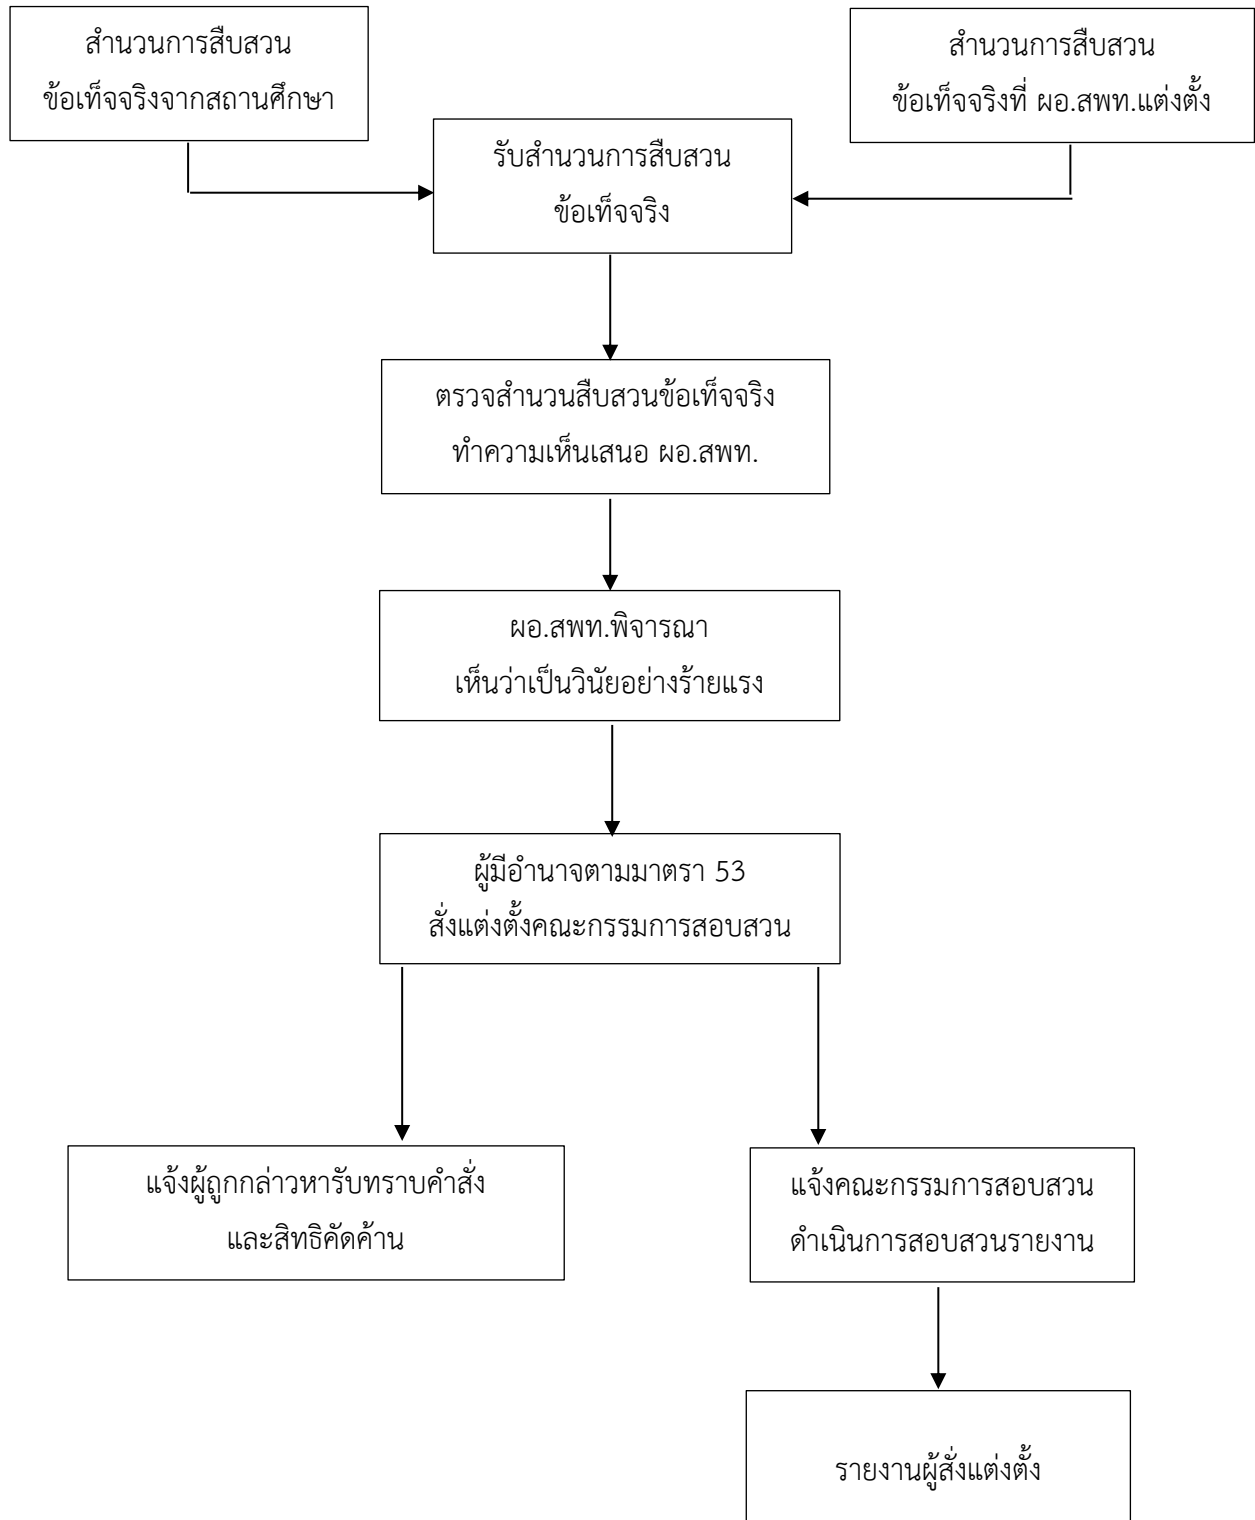 สำนวนการสืบสวน
ข้อเท็จจริงจากสถานศึกษา
สำนวนการสืบสวน
ข้อเท็จจริงที่ ผอ.สพท.แต่งตั้ง
รับสำนวนการสืบสวน
ข้อเท็จจริง
ตรวจสำนวนสืบสวนข้อเท็จจริง
ทำความเห็นเสนอ ผอ.สพท.
ผอ.สพท.พิจารณา
เห็นว่าเป็นวินัยอย่างร้ายแรง
ผู้มีอำนาจตามมาตรา 53
สั่งแต่งตั้งคณะกรรมการสอบสวน
แจ้งผู้ถูกกล่าวหารับทราบคำสั่ง
และสิทธิคัดค้าน
แจ้งคณะกรรมการสอบสวน
ดำเนินการสอบสวนรายงาน
รายงานผู้สั่งแต่งตั้ง